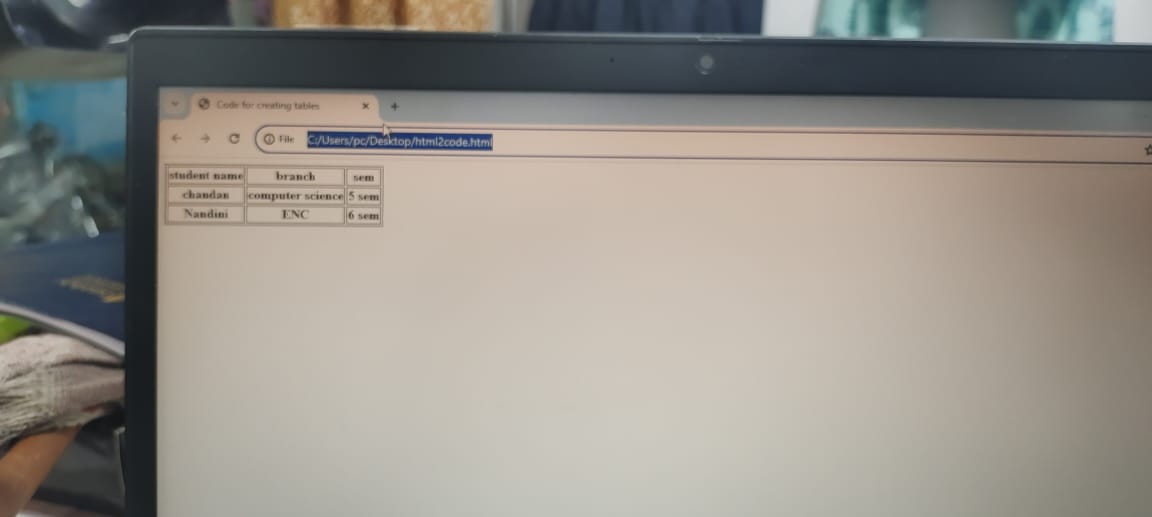 Code for creating tables
File C:/Users/pc/Desktop/html2code.html
student name branch sem
chandan computer science 5 sem
Nandini ENC 6 sem